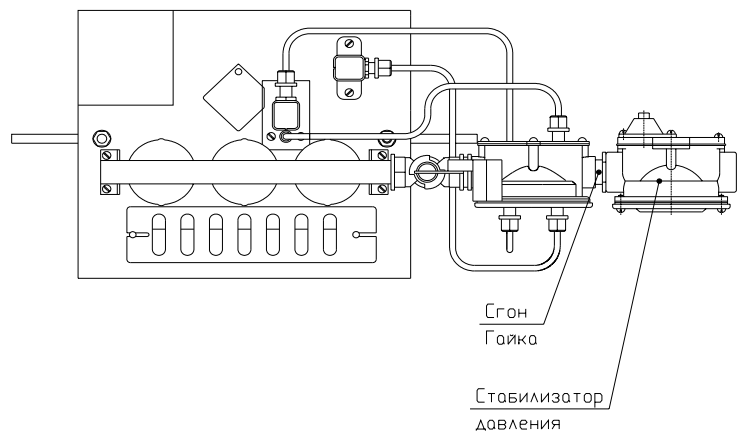 Сгон
Гайка
Стабилизатор
давления